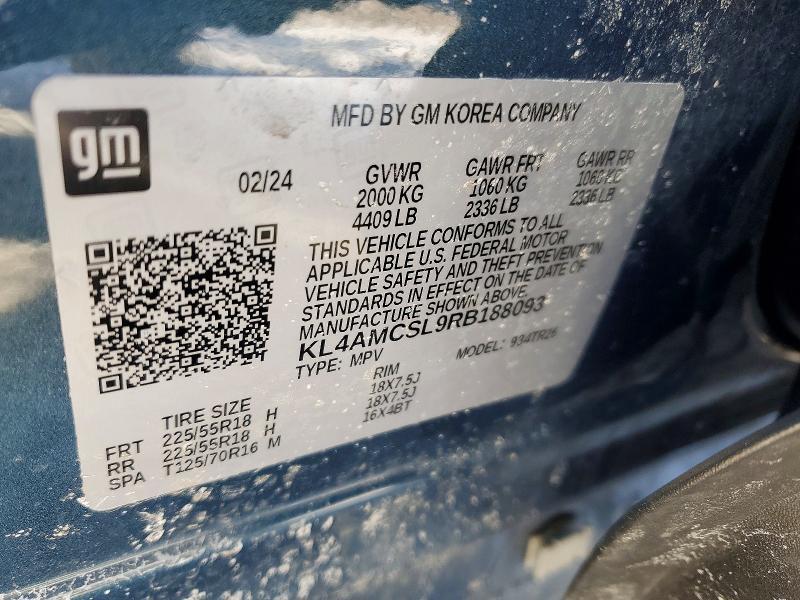 MFD BY GM KOREA COMPANY
gm
02/24
GVWR GAWR FRT GAWR RR
2000 KG 1060 KG 1060 KG
4409 LB 2336 LB 2336 LB
THIS VEHICLE CONFORMS TO ALL
APPLICABLE U.S. FEDERAL MOTOR
VEHICLE SAFETY AND THEFT PREVENTION
STANDARDS IN EFFECT ON THE DATE OF
MANUFACTURE SHOWN ABOVE.
KL4AMCSL9RB188093
TYPE: MPV MODEL: 934TR26
TIRE SIZE RIM
FRT 225/55R18 H 18X7.5J
RR 225/55R18 H 18X7.5J
SPA T125/70R16 M 16X4BT